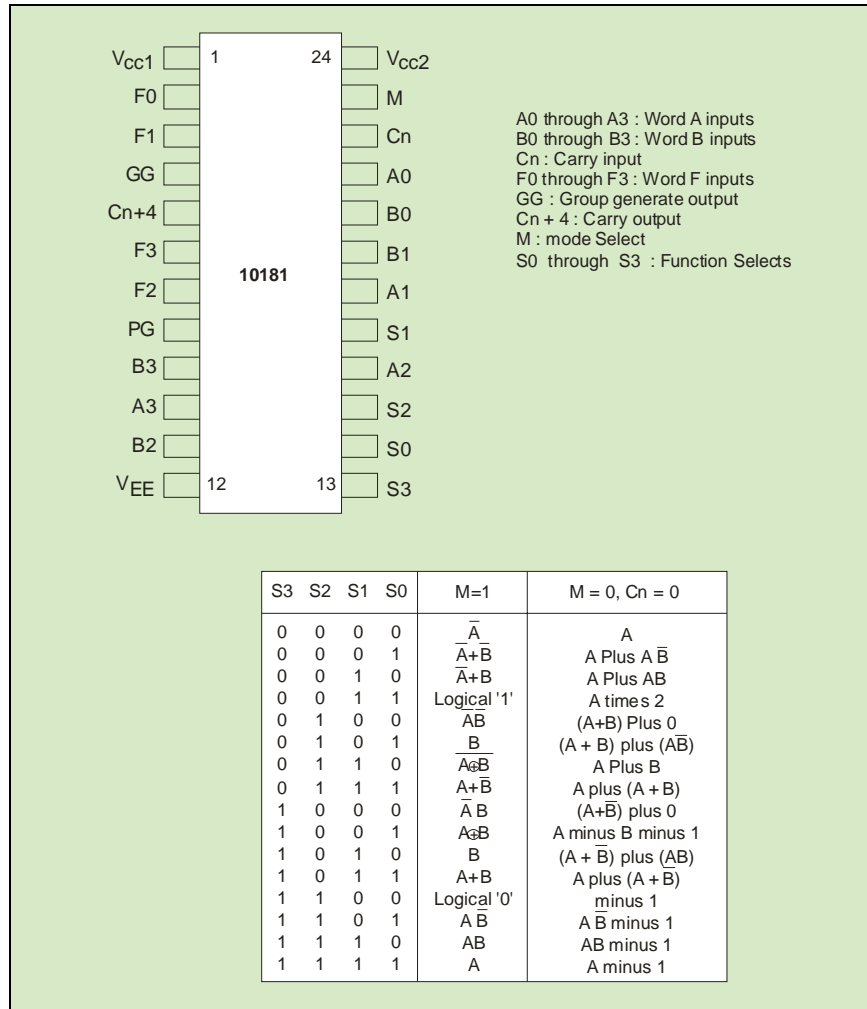 Vcc1 1 24 Vcc2
F0 M
F1 Cn
GG A0
Cn+4 B0
F3 B1
F2 A1
10181
PG S1
B3 A2
A3 S2
B2 S0
VEE 12 13 S3
A0 through A3 : Word A inputs
B0 through B3 : Word B inputs
Cn : Carry input
F0 through F3 : Word F inputs
GG : Group generate output
Cn + 4 : Carry output
M : mode Select
S0 through S3 : Function Selects
S3 S2 S1 S0 M=1 M = 0, Cn = 0
0 0 0 0 A̅ A
0 0 0 1 A̅+B̅ A Plus A B̅
0 0 1 0 A̅+B A Plus AB
0 0 1 1 Logical '1' A times 2
0 1 0 0 A̅B̅ (A+B) Plus 0
0 1 0 1 B (A + B) plus (AB̅)
0 1 1 0 A̅⊕̅B̅ A Plus B
0 1 1 1 A+B̅ A plus (A + B)
1 0 0 0 A̅ B (A+B̅) plus 0
1 0 0 1 A⊕B A minus B minus 1
1 0 1 0 B (A + B̅) plus (AB)
1 0 1 1 A+B A plus (A + B̅)
1 1 0 0 Logical '0' minus 1
1 1 0 1 A B̅ A B̅ minus 1
1 1 1 0 AB AB minus 1
1 1 1 1 A A minus 1